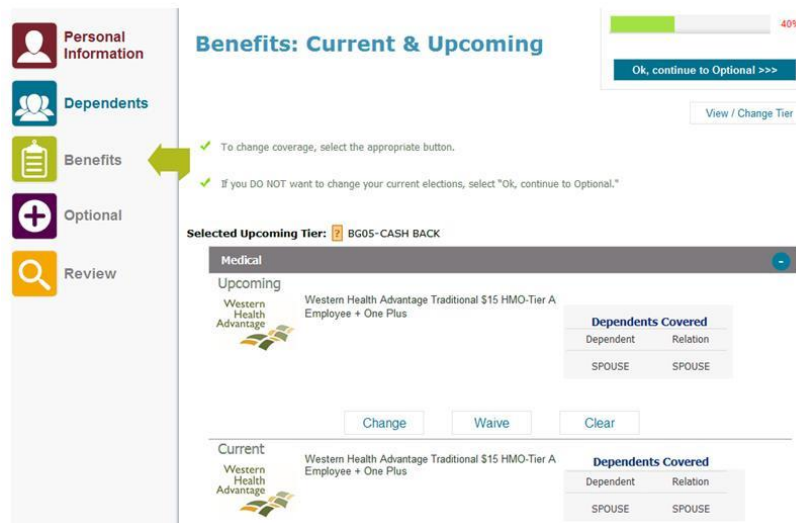 Personal
Information
Dependents
Benefits
Optional
Review
Benefits: Current & Upcoming
40%
Ok, continue to Optional >>>
View / Change Tier
To change coverage, select the appropriate button.
If you DO NOT want to change your current elections, select "Ok, continue to Optional."
Selected Upcoming Tier: ? BG05-CASH BACK
Medical
-
Upcoming
Western
Health
Advantage
Western Health Advantage Traditional $15 HMO-Tier A
Employee + One Plus
Dependents Covered
Dependent Relation
SPOUSE SPOUSE
Change Waive Clear
Current
Western
Health
Advantage
Western Health Advantage Traditional $15 HMO-Tier A
Employee + One Plus
Dependents Covered
Dependent Relation
SPOUSE SPOUSE